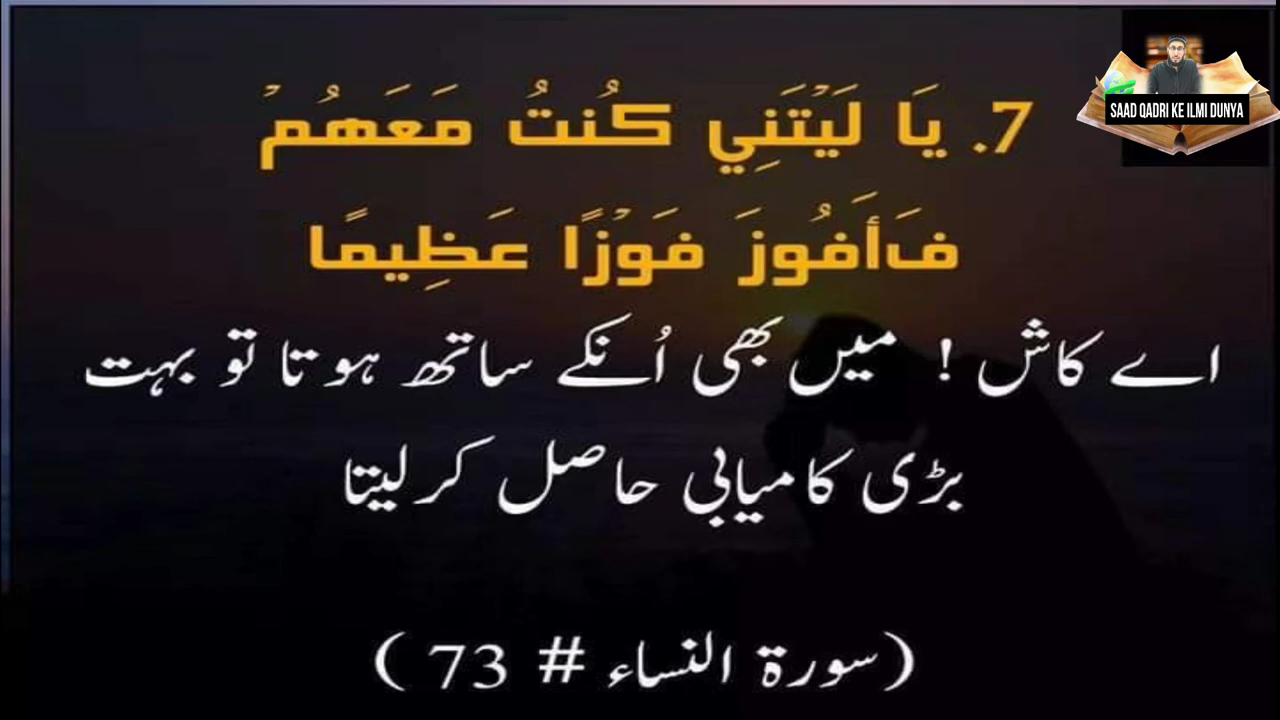 SAAD QADRI KE ILMI DUNYA
7. يَا لَيْتَنِي كُنتُ مَعَهُمْ
فَأَفُوزَ فَوْزًا عَظِيمًا
اے کاش ! میں بھی اُنکے ساتھ ہوتا تو بہت
بڑی کامیابی حاصل کرلیتا
(سورة النساء # 73)